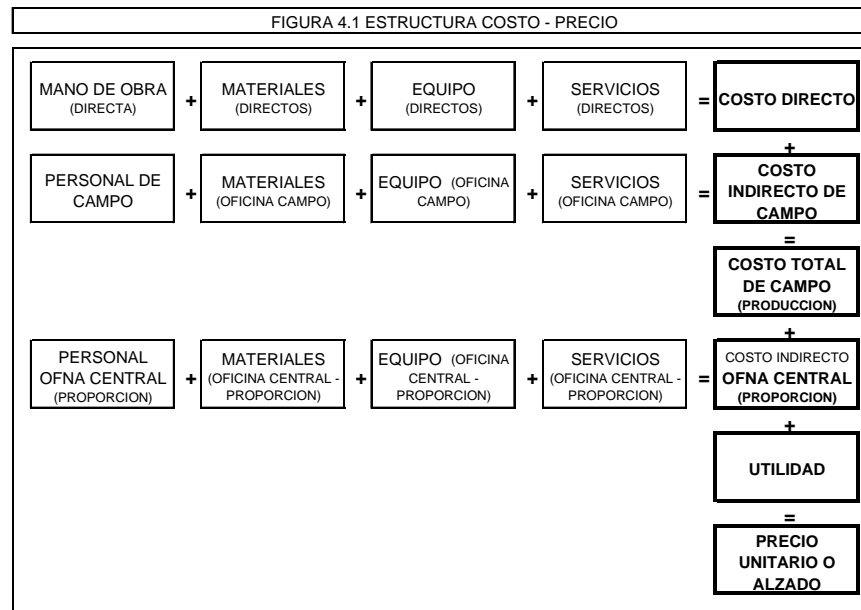 FIGURA 4.1 ESTRUCTURA COSTO - PRECIO
MANO DE OBRA
(DIRECTA)
+
MATERIALES
(DIRECTOS)
+
EQUIPO
(DIRECTOS)
+
SERVICIOS
(DIRECTOS)
=
COSTO DIRECTO
+
PERSONAL DE
CAMPO
+
MATERIALES
(OFICINA CAMPO)
+
EQUIPO (OFICINA
CAMPO)
+
SERVICIOS
(OFICINA CAMPO)
=
COSTO
INDIRECTO DE
CAMPO
=
COSTO TOTAL
DE CAMPO
(PRODUCCION)
+
PERSONAL
OFNA CENTRAL
(PROPORCION)
+
MATERIALES
(OFICINA CENTRAL -
PROPORCION)
+
EQUIPO (OFICINA
CENTRAL -
PROPORCION)
+
SERVICIOS
(OFICINA CENTRAL -
PROPORCION)
=
COSTO INDIRECTO
OFNA CENTRAL
(PROPORCION)
+
UTILIDAD
=
PRECIO
UNITARIO O
ALZADO